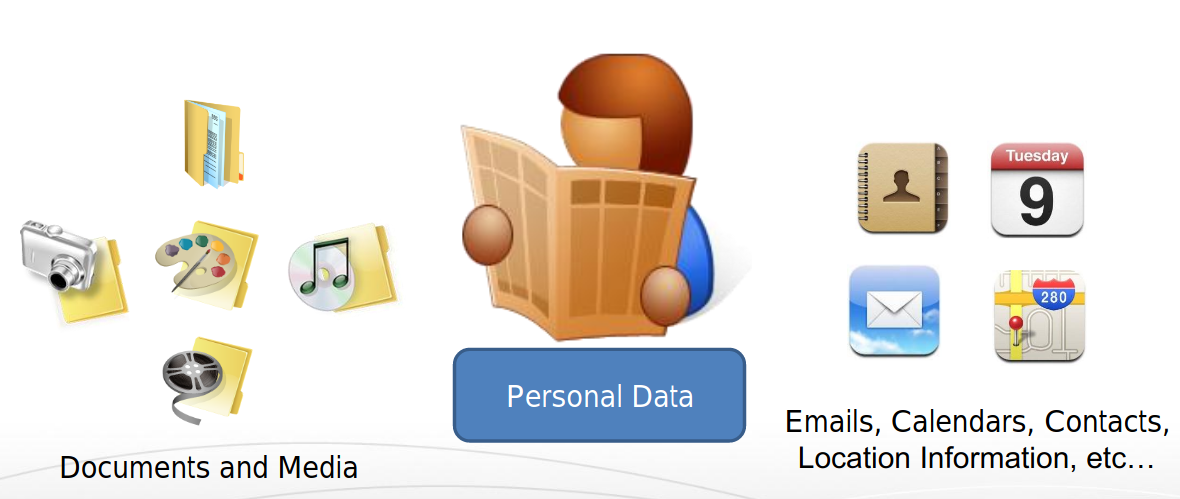 Tuesday
9
280
Personal Data
Documents and Media
Emails, Calendars, Contacts,
Location Information, etc…